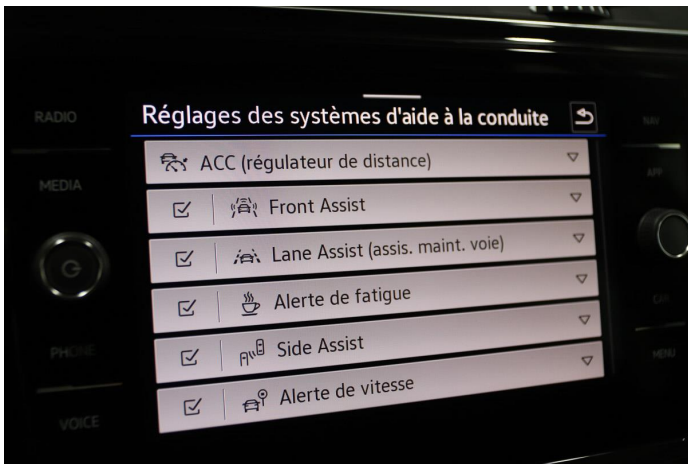 Réglages des systèmes d'aide à la conduite
ACC (régulateur de distance)
Front Assist
Lane Assist (assis. maint. voie)
Alerte de fatigue
Side Assist
Alerte de vitesse
RADIO
MEDIA
PHONE
VOICE
NAV
APP
CAR
MENU